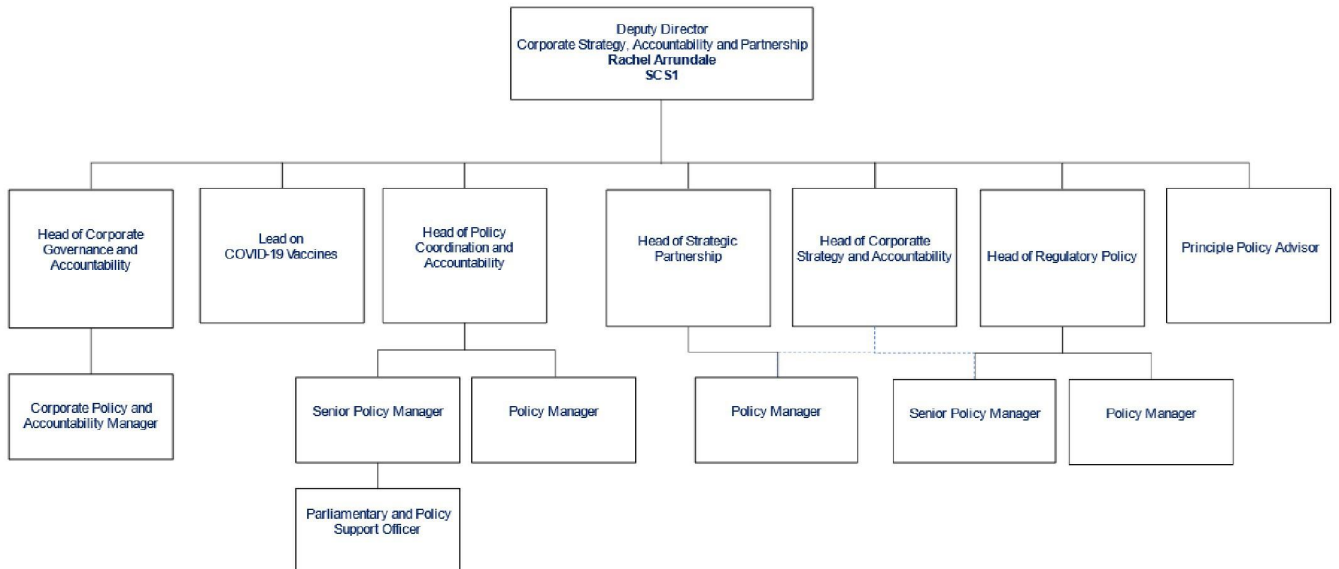 Deputy Director
Corporate Strategy, Accountability and Partnership
Rachel Arrundale
SCS1
Head of Corporate
Governance and
Accountability
Lead on
COVID-19 Vaccines
Head of Policy
Coordination and
Accountability
Head of Strategic
Partnership
Head of Corporatte
Strategy and Accountability
Head of Regulatory Policy
Principle Policy Advisor
Corporate Policy and
Accountability Manager
Senior Policy Manager
Policy Manager
Policy Manager
Senior Policy Manager
Policy Manager
Parliamentary and Policy
Support Officer